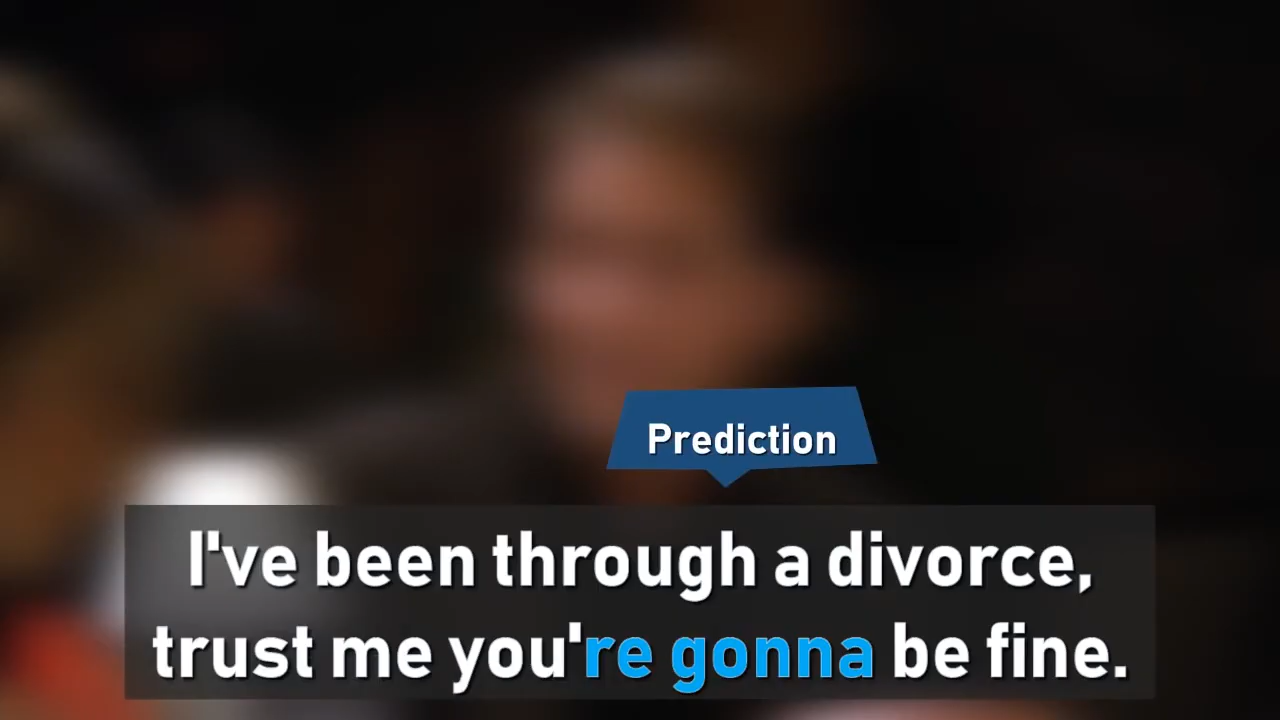 Prediction
I've been through a divorce,
trust me you're gonna be fine.